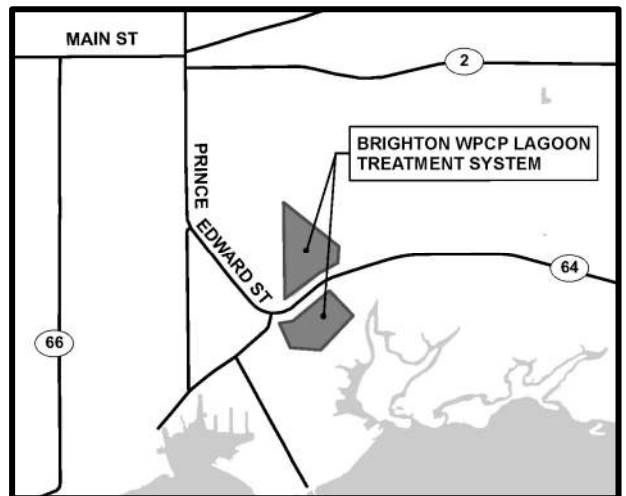 MAIN ST
2
BRIGHTON WPCP LAGOON
TREATMENT SYSTEM
PRINCE
EDWARD ST
64
66